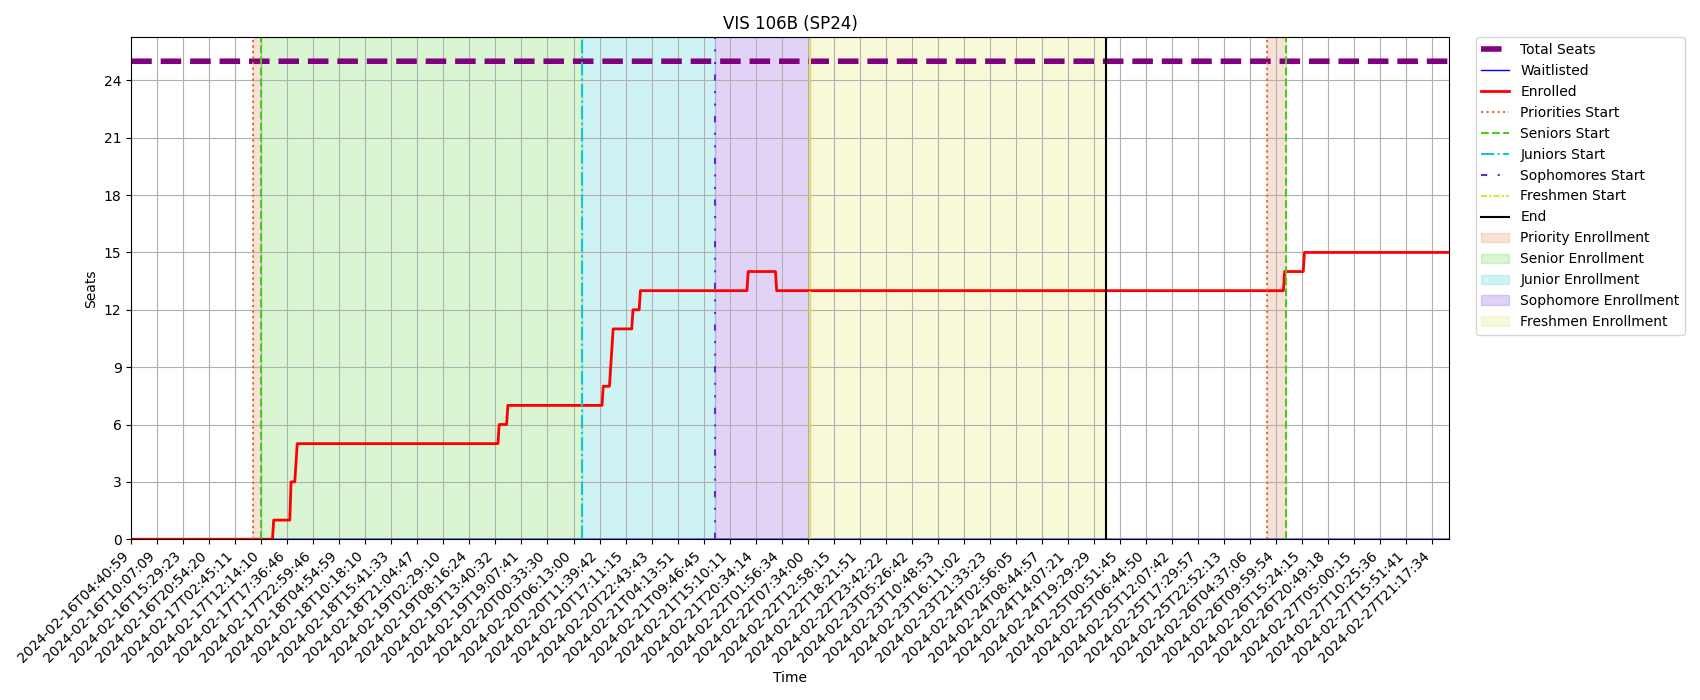 VIS 106B (SP24)
Seats
24
21
18
15
12
9
6
3
0
2024-02-16T04:40:59
2024-02-16T10:07:09
2024-02-16T15:29:23
2024-02-16T20:54:20
2024-02-17T02:45:11
2024-02-17T12:14:10
2024-02-17T17:36:46
2024-02-17T22:59:46
2024-02-18T04:54:59
2024-02-18T10:18:10
2024-02-18T15:41:33
2024-02-18T21:04:47
2024-02-19T02:29:10
2024-02-19T08:16:24
2024-02-19T13:40:32
2024-02-19T19:07:41
2024-02-20T00:33:30
2024-02-20T06:13:00
2024-02-20T11:39:42
2024-02-20T17:11:15
2024-02-20T22:43:43
2024-02-21T04:13:51
2024-02-21T09:46:45
2024-02-21T15:10:11
2024-02-21T20:34:14
2024-02-22T01:56:34
2024-02-22T07:34:00
2024-02-22T12:58:15
2024-02-22T18:21:51
2024-02-22T23:42:22
2024-02-23T05:26:42
2024-02-23T10:48:53
2024-02-23T16:11:02
2024-02-23T21:33:23
2024-02-24T02:56:05
2024-02-24T08:44:57
2024-02-24T14:07:21
2024-02-24T19:29:29
2024-02-25T00:51:45
2024-02-25T06:44:50
2024-02-25T12:07:42
2024-02-25T17:29:57
2024-02-25T22:52:13
2024-02-26T04:37:06
2024-02-26T09:59:54
2024-02-26T15:24:15
2024-02-26T20:49:18
2024-02-27T05:00:15
2024-02-27T10:25:36
2024-02-27T15:51:41
2024-02-27T21:17:34
Time
Total Seats
Waitlisted
Enrolled
Priorities Start
Seniors Start
Juniors Start
Sophomores Start
Freshmen Start
End
Priority Enrollment
Senior Enrollment
Junior Enrollment
Sophomore Enrollment
Freshmen Enrollment